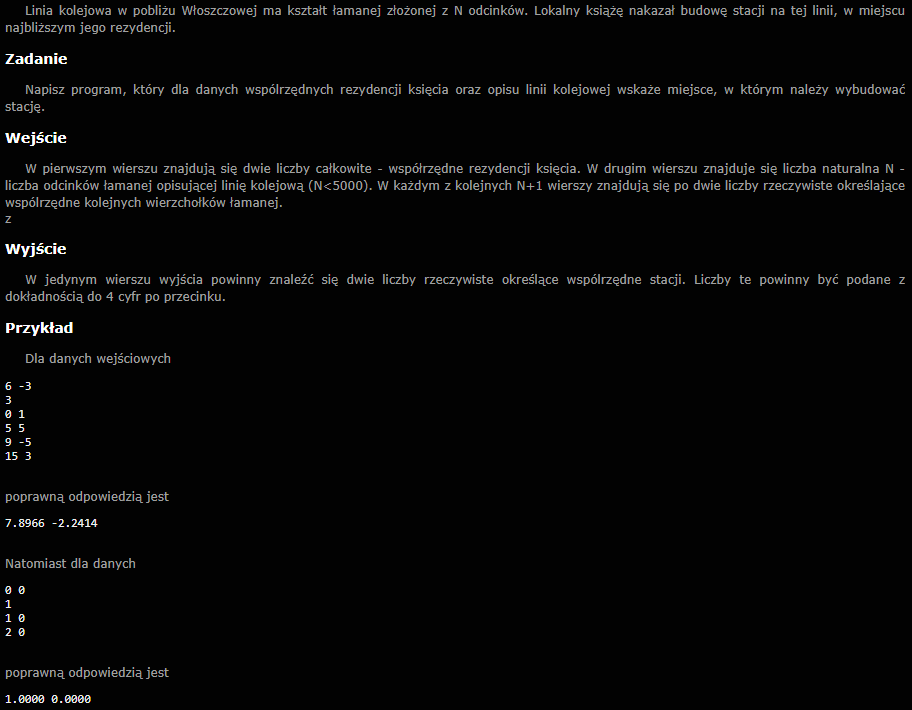 Linia kolejowa w pobliżu Włoszczowej ma kształt łamanej złożonej z N odcinków. Lokalny książę nakazał budowę stacji na tej linii, w miejscu
najbliższym jego rezydencji.
Zadanie
Napisz program, który dla danych wspólrzędnych rezydencji księcia oraz opisu linii kolejowej wskaże miejsce, w którym należy wybudować
stację.
Wejście
W pierwszym wierszu znajdują się dwie liczby całkowite - współrzędne rezydencji księcia. W drugim wierszu znajduje się liczba naturalna N -
liczba odcinków łamanej opisującej linię kolejową (N<5000). W każdym z kolejnych N+1 wierszy znajdują się po dwie liczby rzeczywiste określające
wspólrzędne kolejnych wierzchołków łamanej.
z
Wyjście
W jedynym wierszu wyjścia powinny znaleźć się dwie liczby rzeczywiste określące wspólrzędne stacji. Liczby te powinny być podane z
dokładnością do 4 cyfr po przecinku.
Przykład
Dla danych wejściowych
6 -3
3
0 1
5 5
9 -5
15 3
poprawną odpowiedzią jest
7.8966 -2.2414
Natomiast dla danych
0 0
1
1 0
2 0
poprawną odpowiedzią jest
1.0000 0.0000